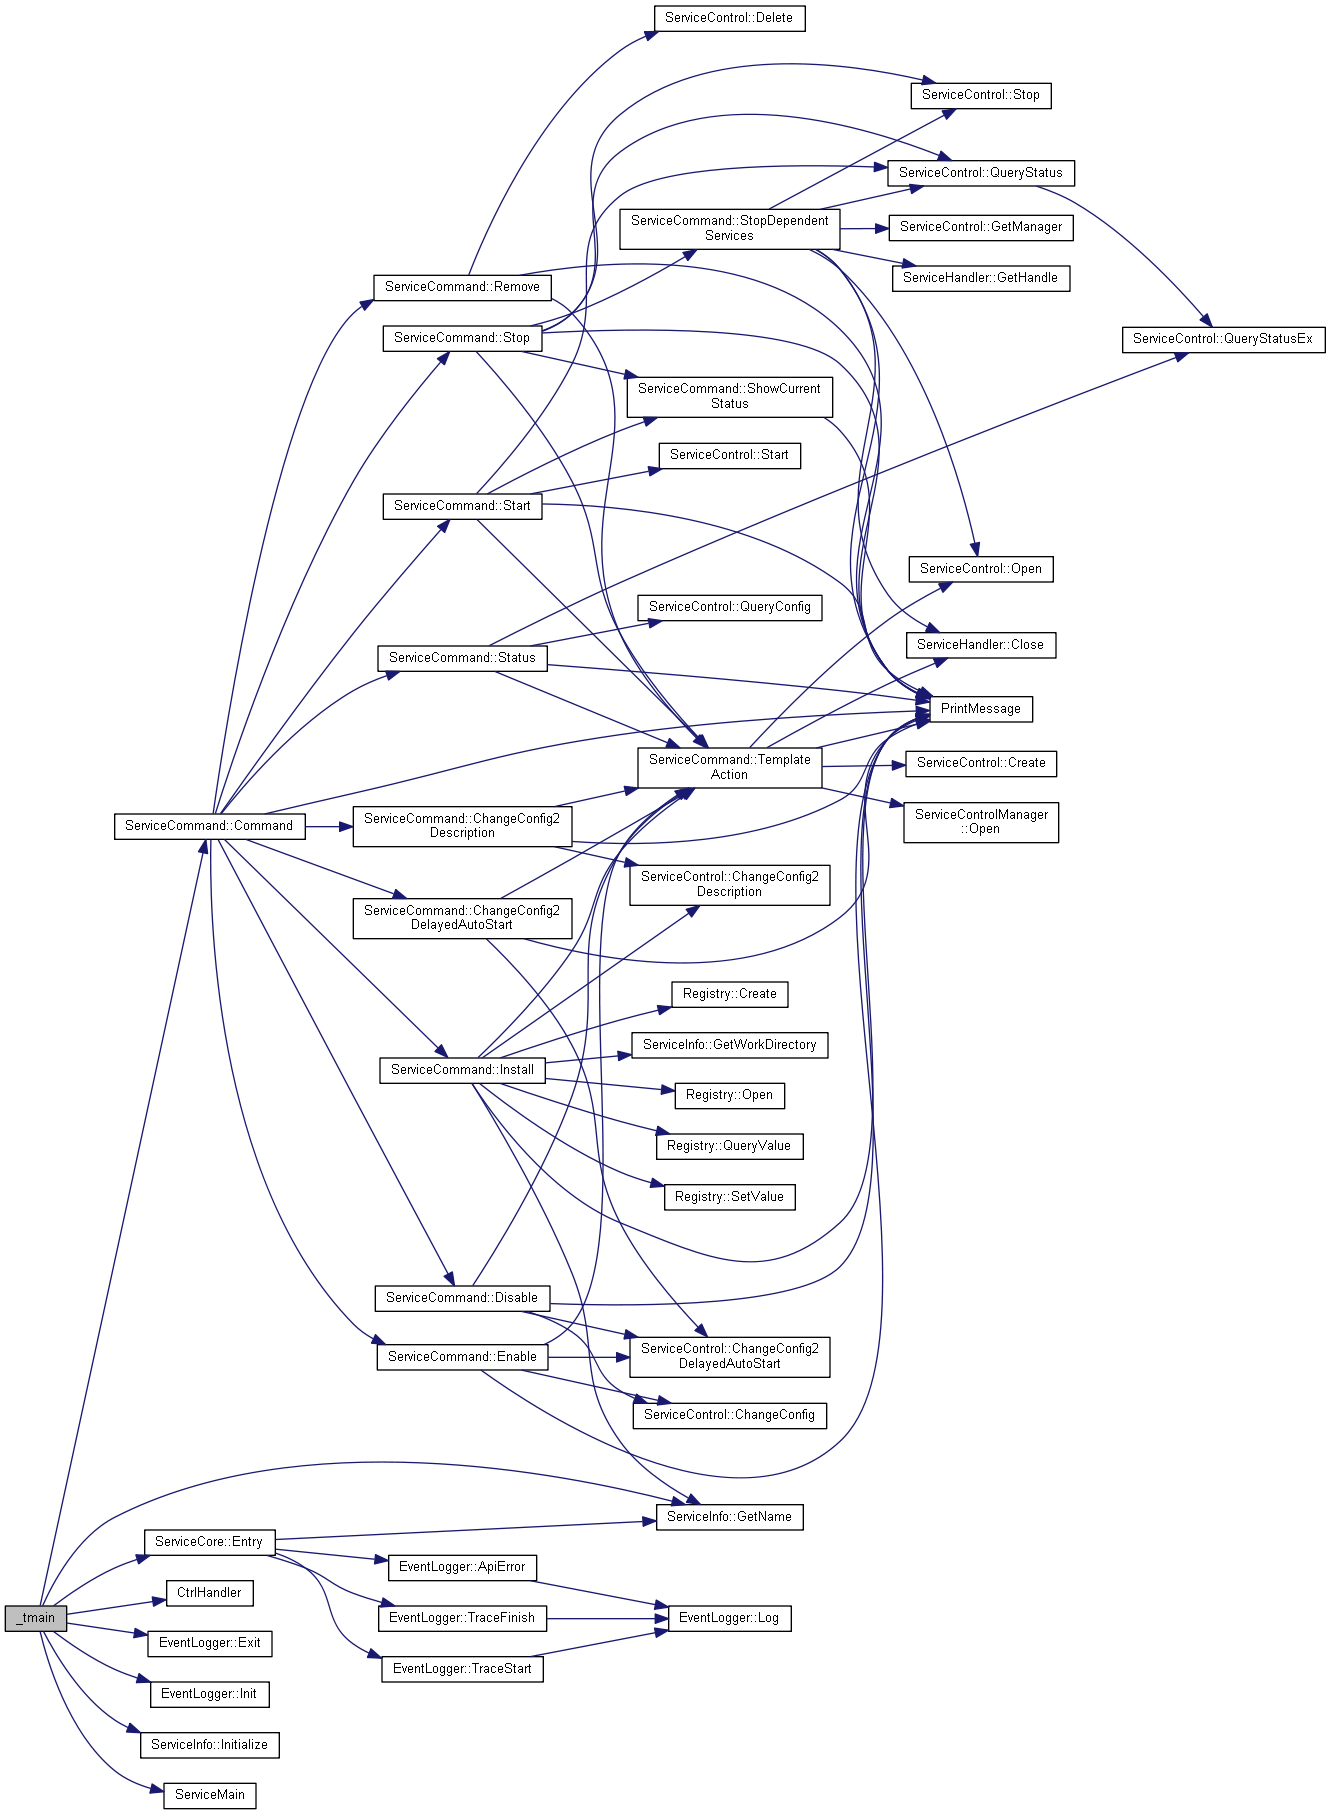 ServiceControl::Delete
ServiceControl::Stop
ServiceControl::QueryStatus
ServiceCommand::StopDependent
Services
ServiceControl::GetManager
ServiceHandler::GetHandle
ServiceCommand::Remove
ServiceCommand::Stop
ServiceControl::QueryStatusEx
ServiceCommand::ShowCurrent
Status
ServiceControl::Start
ServiceCommand::Start
ServiceControl::Open
ServiceControl::QueryConfig
ServiceHandler::Close
ServiceCommand::Status
PrintMessage
ServiceCommand::Template
Action
ServiceControl::Create
ServiceControlManager
::Open
ServiceCommand::Command
ServiceCommand::ChangeConfig2
Description
ServiceControl::ChangeConfig2
Description
ServiceCommand::ChangeConfig2
DelayedAutoStart
Registry::Create
ServiceInfo::GetWorkDirectory
ServiceCommand::Install
Registry::Open
Registry::QueryValue
Registry::SetValue
ServiceCommand::Disable
ServiceCommand::Enable
ServiceControl::ChangeConfig2
DelayedAutoStart
ServiceControl::ChangeConfig
ServiceInfo::GetName
ServiceCore::Entry
EventLogger::ApiError
CtrlHandler
_tmain
EventLogger::TraceFinish
EventLogger::Log
EventLogger::Exit
EventLogger::TraceStart
EventLogger::Init
ServiceInfo::Initialize
ServiceMain